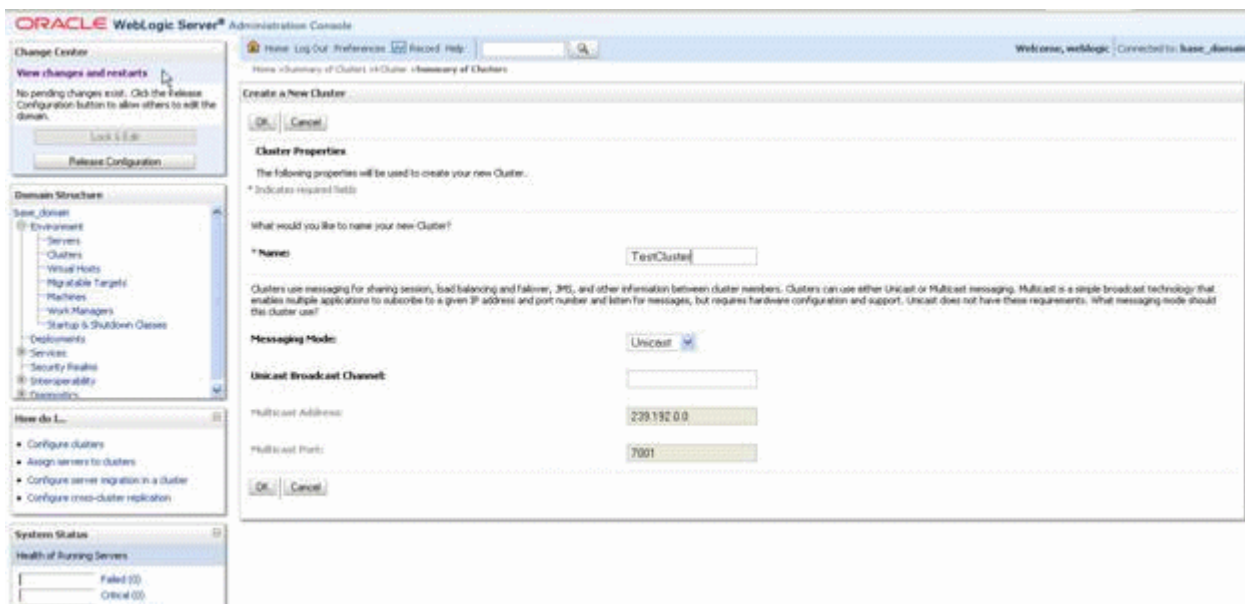 ORACLE WebLogic Server® Administration Console
Change Center
View changes and restarts
No pending changes exist. Click the Release
Configuration button to allow others to edit the
domain.
Lock & Edit
Release Configuration
Domain Structure
base_domain
Environment
Servers
Clusters
Virtual Hosts
Migratable Targets
Machines
Work Managers
Startup & Shutdown Classes
Deployments
Services
Security Realms
Interoperability
Diagnostics
How do I...
Configure clusters
Assign servers to clusters
Configure server migration in a cluster
Configure cross-cluster replication
System Status
Health of Running Servers
Failed (0)
Critical (0)
Home Log Out Preferences Record Help
Welcome, weblogic Connected to: base_domain
Home >Summary of Clusters >Summary of Clusters
Create a New Cluster
OK Cancel
Cluster Properties
The following properties will be used to create your new Cluster.
* Indicates required fields
What would you like to name your new Cluster?
* Name: TestCluster
Clusters use messaging for sharing session, load balancing and failover, JMS, and other information between cluster members. Clusters can use either Unicast or Multicast messaging. Multicast is a simple broadcast technology that
enables multiple applications to subscribe to a given IP address and port number and listen for messages, but requires hardware configuration and support. Unicast does not have these requirements. What messaging mode should
this cluster use?
Messaging Mode: Unicast
Unicast Broadcast Channel:
Multicast Address: 239.192.0.0
Multicast Port: 7001
OK Cancel